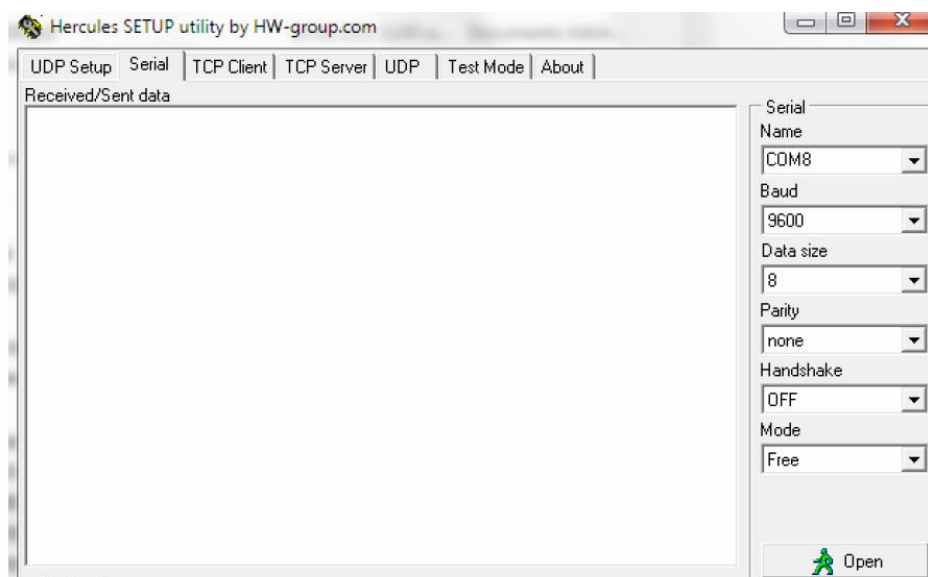 Hercules SETUP utility by HW-group.com
UDP Setup Serial TCP Client TCP Server UDP Test Mode About
Received/Sent data
Serial
Name
COM8
Baud
9600
Data size
8
Parity
none
Handshake
OFF
Mode
Free
Open